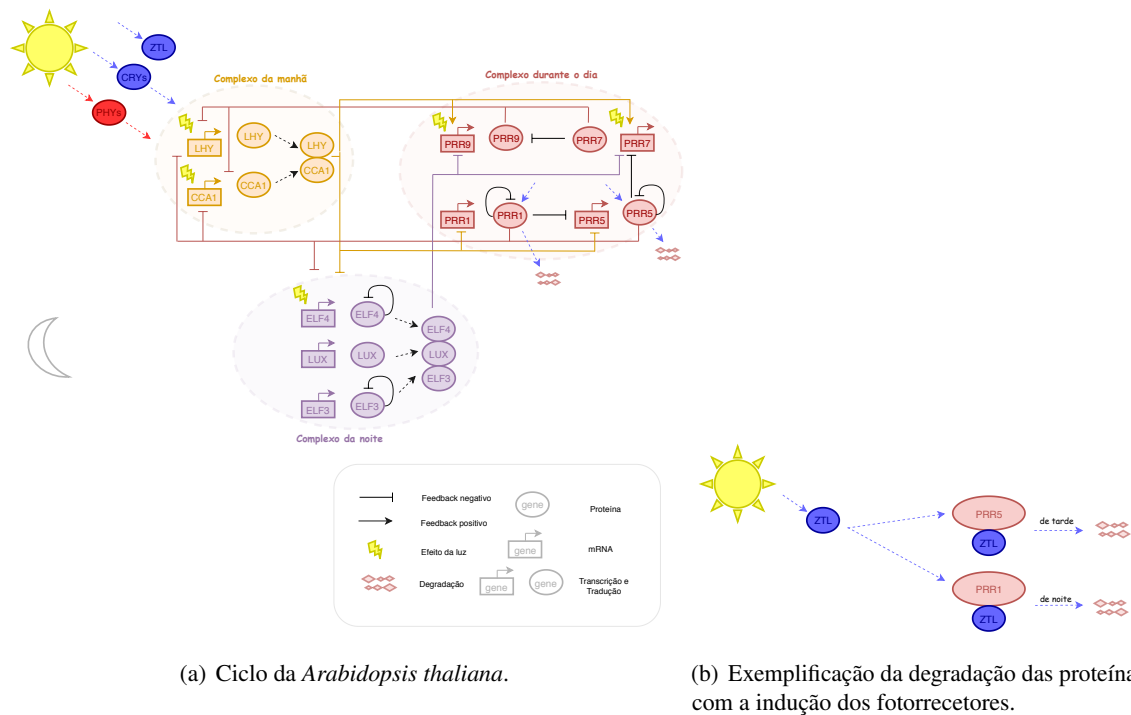 ZTL
CRYs
PHYs
Complexo da manhã
LHY
LHY
LHY
CCA1
CCA1
CCA1
Complexo durante o dia
PRR9
PRR9
PRR7
PRR7
PRR1
PRR1
PRR5
PRR5
ELF4
ELF4
ELF4
LUX
LUX
LUX
ELF3
ELF3
ELF3
Complexo da noite
Feedback negativo
gene
Proteína
Feedback positivo
Efeito da luz
gene
mRNA
Degradação
gene
gene
Transcrição e
Tradução
ZTL
PRR5
ZTL
de tarde
PRR1
ZTL
de noite
(a) Ciclo da Arabidopsis thaliana.
(b) Exemplificação da degradação das proteína
com a indução dos fotorrecetores.